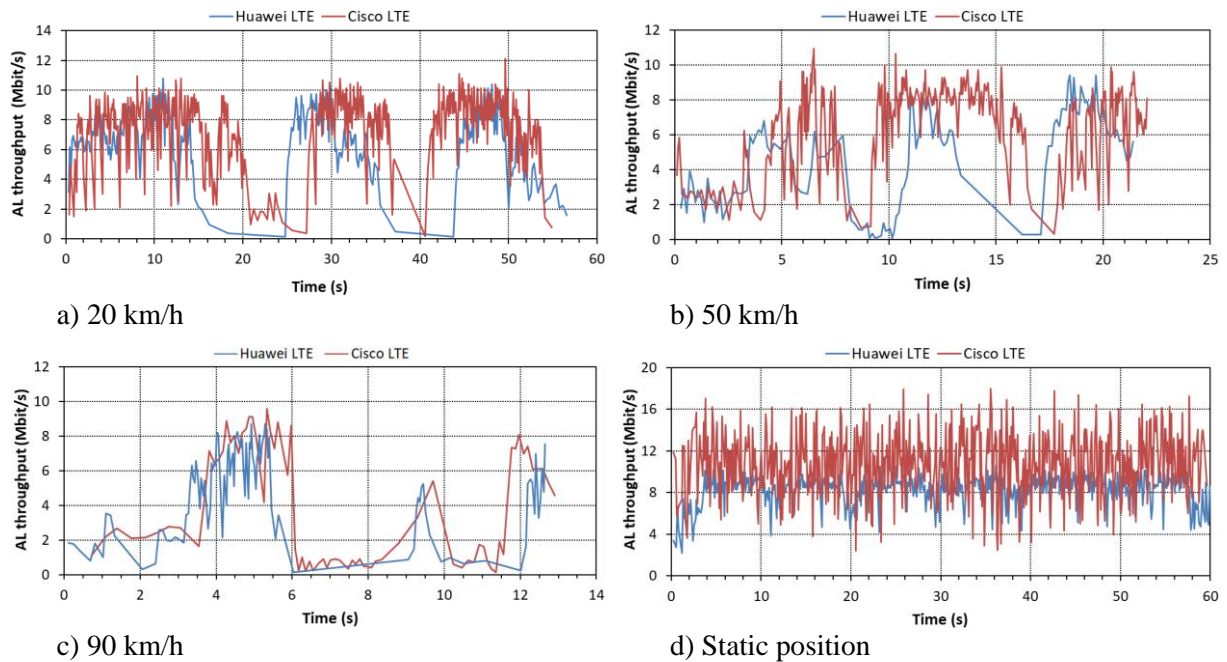 Huawei LTE Cisco LTE
AL throughput (Mbit/s)
14
12
10
8
6
4
2
0
0 10 20 30 40 50 60
Time (s)
a) 20 km/h
Huawei LTE Cisco LTE
AL throughput (Mbit/s)
12
10
8
6
4
2
0
0 5 10 15 20 25
Time (s)
b) 50 km/h
Huawei LTE Cisco LTE
AL throughput (Mbit/s)
12
10
8
6
4
2
0
0 2 4 6 8 10 12 14
Time (s)
c) 90 km/h
Huawei LTE Cisco LTE
AL throughput (Mbit/s)
20
16
12
8
4
0
0 10 20 30 40 50 60
Time (s)
d) Static position